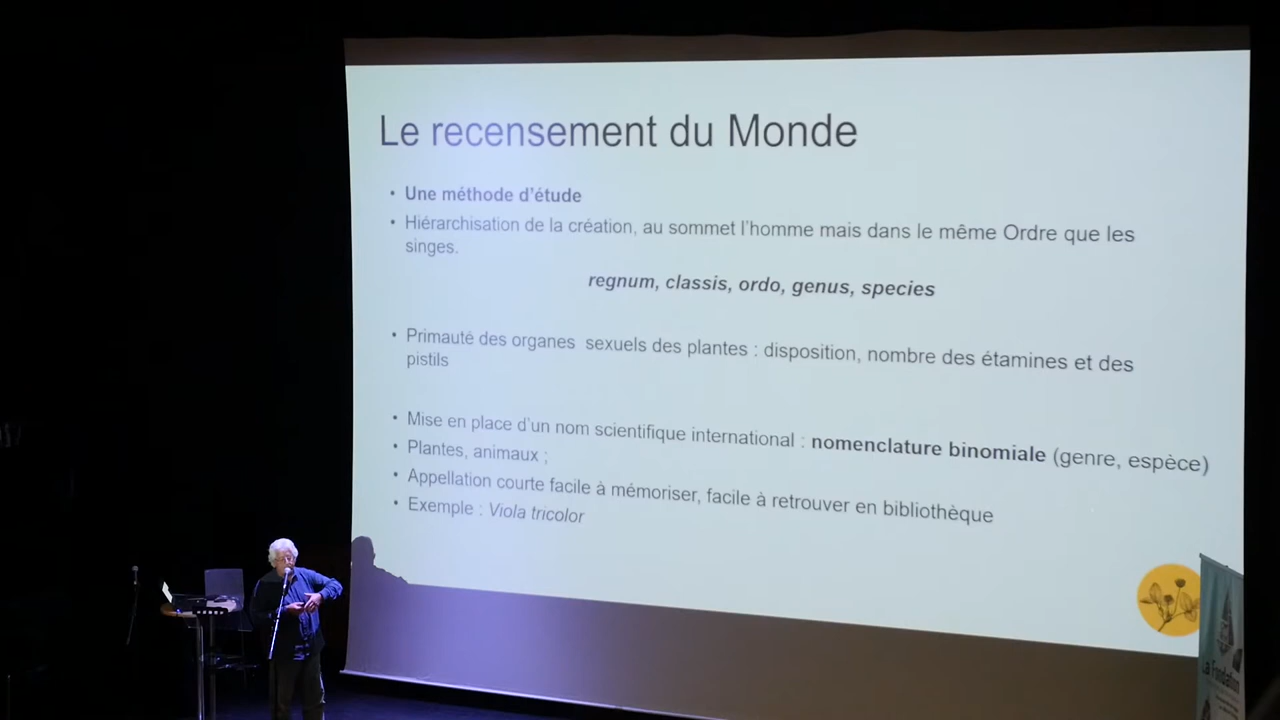 Le recensement du Monde
• Une méthode d'étude
• Hiérarchisation de la création, au sommet l'homme mais dans le même Ordre que les
singes.
regnum, classis, ordo, genus, species
• Primauté des organes sexuels des plantes : disposition, nombre des étamines et des
pistils
• Mise en place d'un nom scientifique international : nomenclature binomiale (genre, espèce)
• Plantes, animaux ;
• Appellation courte facile à mémoriser, facile à retrouver en bibliothèque
• Exemple : Viola tricolor
La Fondation